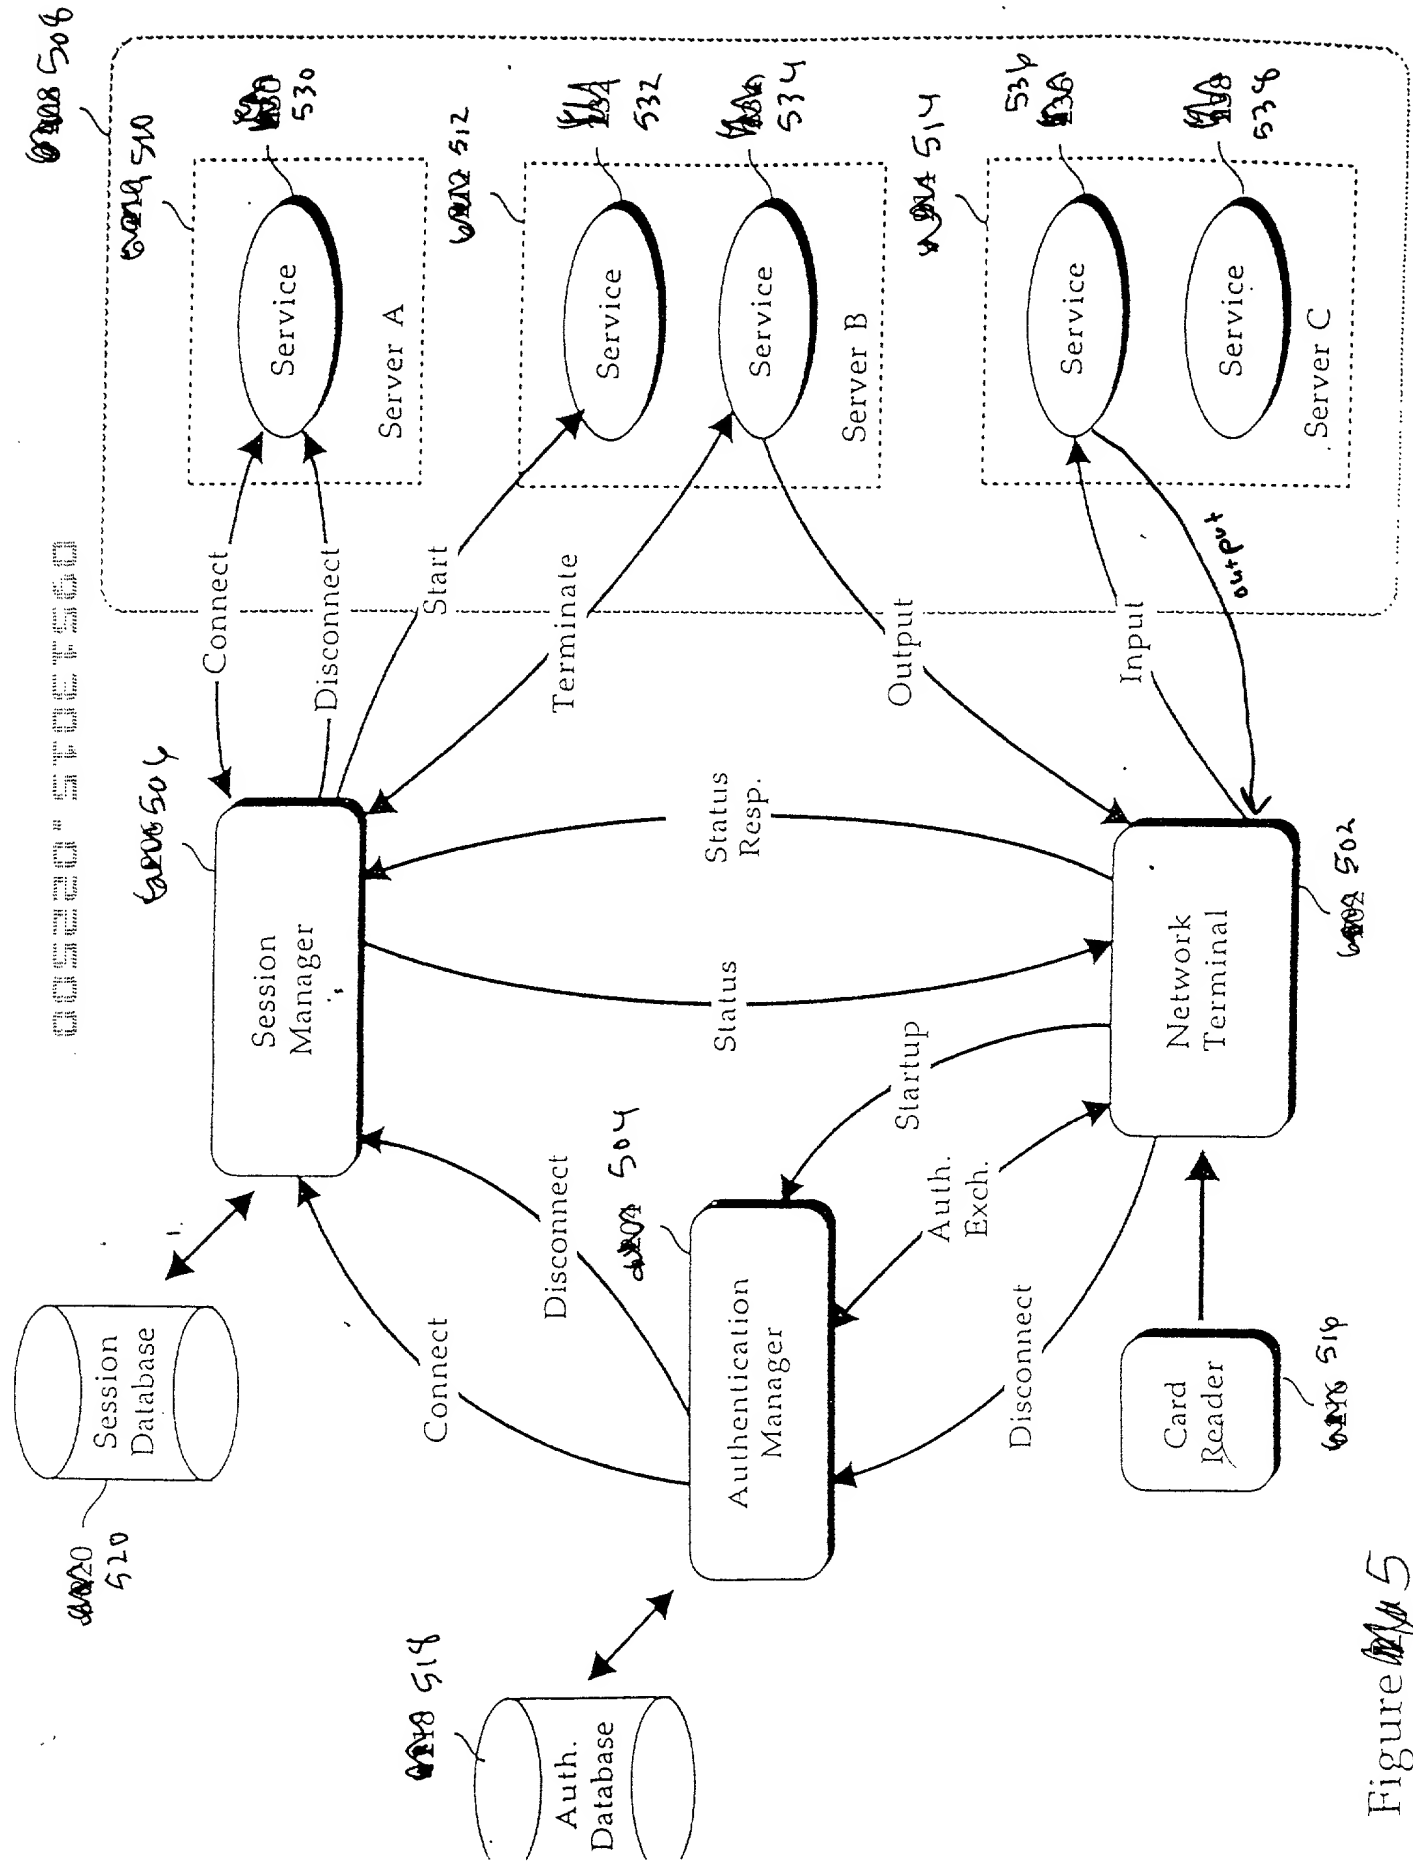 508
510
530
Service
Server A
512
532
Service
534
Service
Server B
514
536
Service
538
Service
Server C
Connect
Disconnect
Start
Terminate
Output
Input
output
506
Session
Manager
Status
Resp.
Status
502
Network
Terminal
Startup
Auth.
Exch.
Disconnect
504
Authentication
Manager
Disconnect
Connect
520
Session
Database
518
Auth.
Database
516
Card
Reader
Figure 5